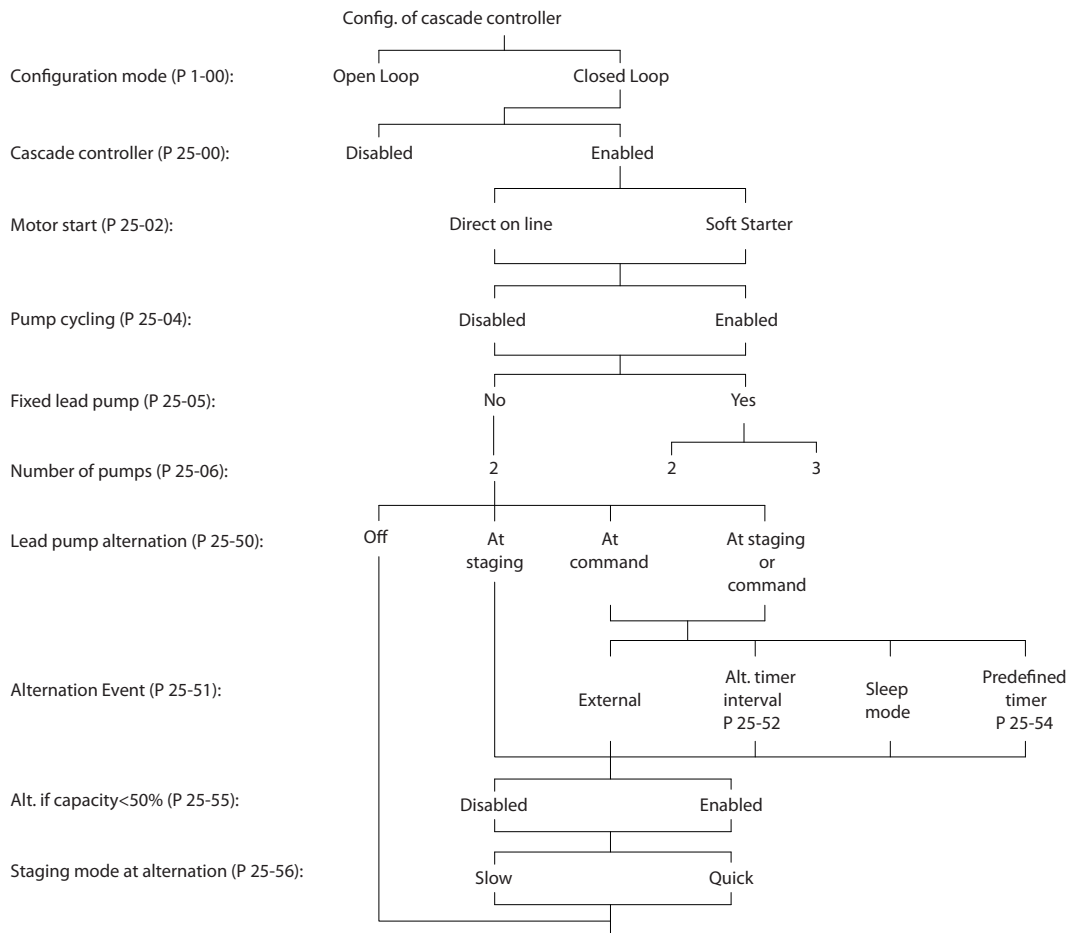 Config. of cascade controller
Configuration mode (P 1-00):
Open Loop
Closed Loop
Cascade controller (P 25-00):
Disabled
Enabled
Motor start (P 25-02):
Direct on line
Soft Starter
Pump cycling (P 25-04):
Disabled
Enabled
Fixed lead pump (P 25-05):
No
Yes
Number of pumps (P 25-06):
2
2
3
Lead pump alternation (P 25-50):
Off
At
staging
At
command
At staging
or
command
Alternation Event (P 25-51):
External
Alt. timer
interval
P 25-52
Sleep
mode
Predefined
timer
P 25-54
Alt. if capacity<50% (P 25-55):
Disabled
Enabled
Staging mode at alternation (P 25-56):
Slow
Quick